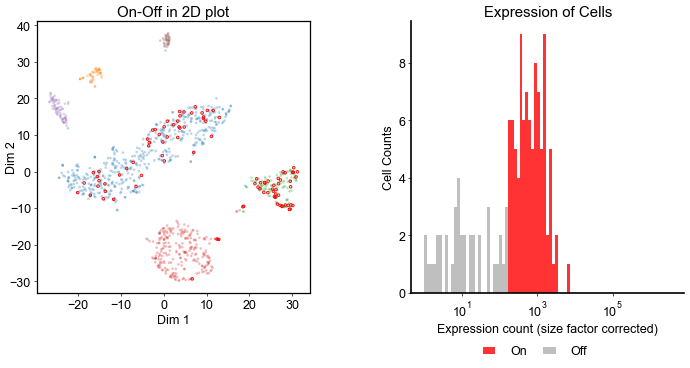 On-Off in 2D plot
40
30
20
10
0
−10
−20
−30
Dim 2
−20
−10
0
10
20
30
Dim 1
Expression of Cells
8
6
4
2
0
Cell Counts
10^1
10^3
10^5
Expression count (size factor corrected)
On
Off